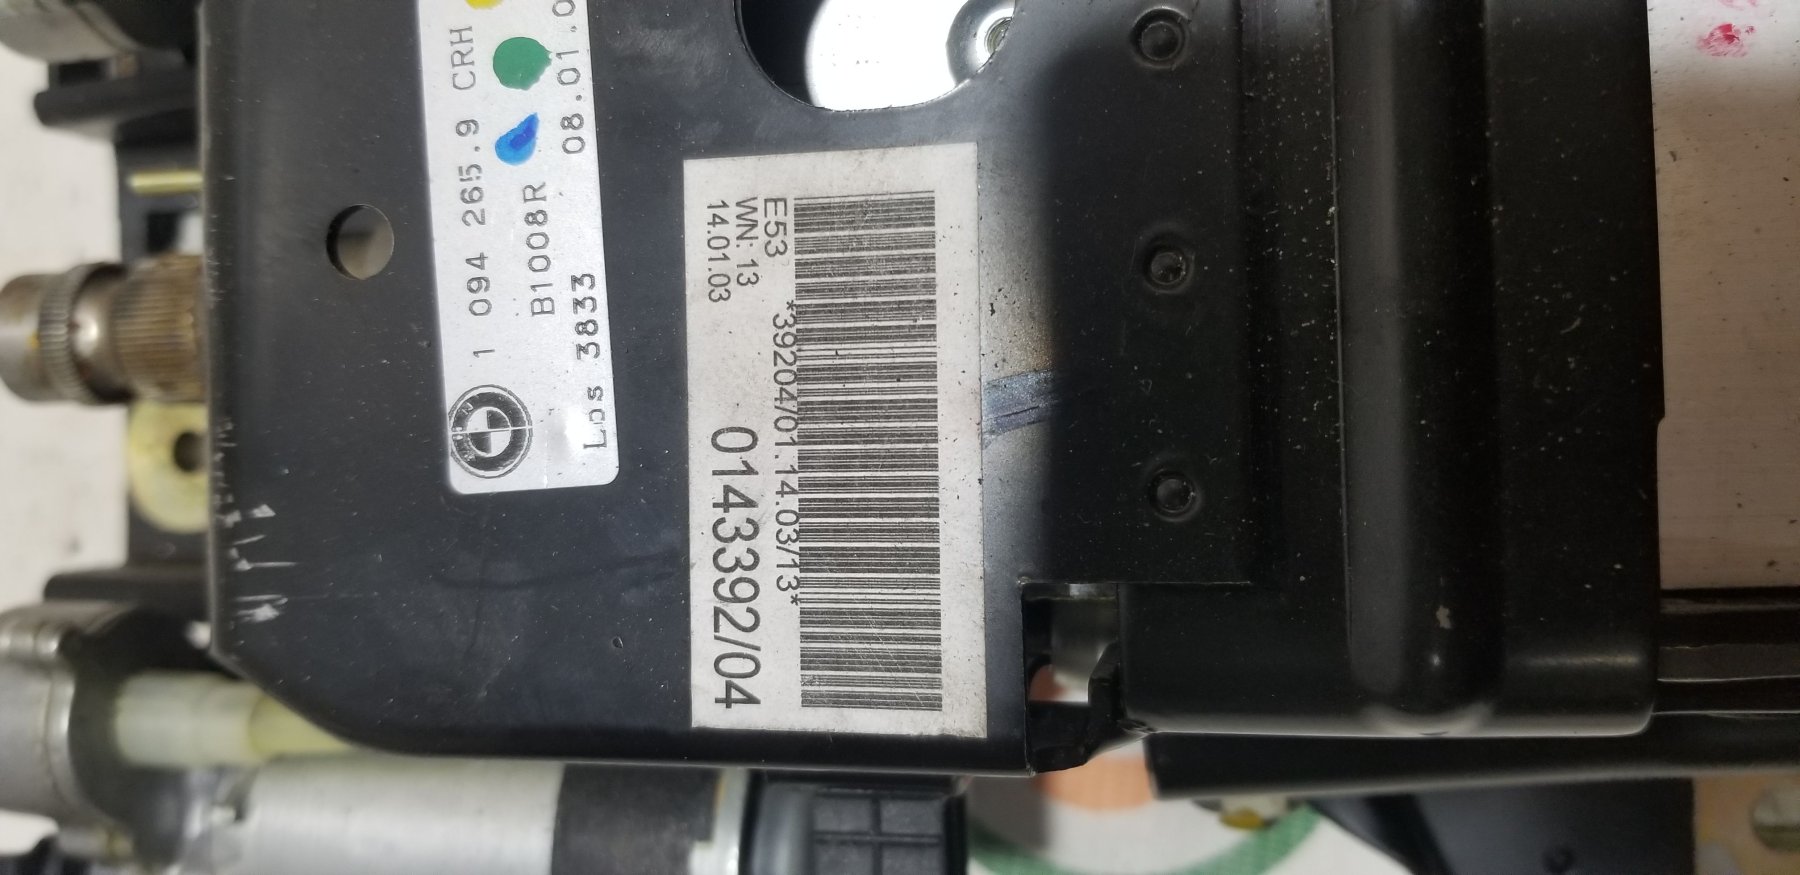 1 094 265.9 CRH
B1008R
Los 3833
08.01.0
E53
WN: 13
14.01.03
*39204/01.14.03/13*
0143392/04